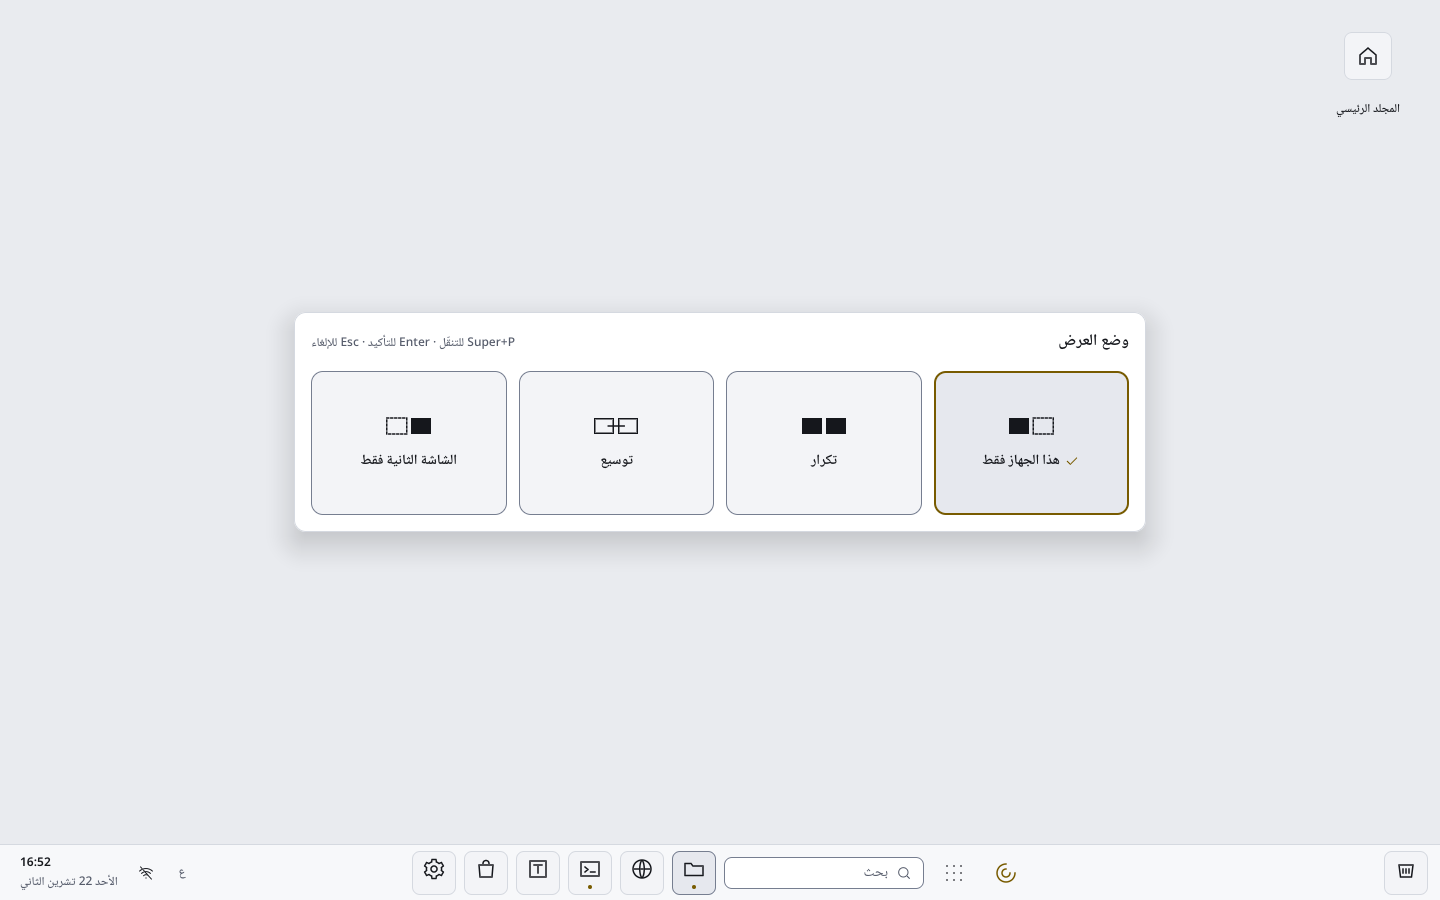 المجلد الرئيسي
وضع العرض
Super+P للتنقّل · Enter للتأكيد · Esc للإلغاء
هذا الجهاز فقط
تكرار
توسيع
الشاشة الثانية فقط
بحث
ع
16:52
الأحد 22 تشرين الثاني